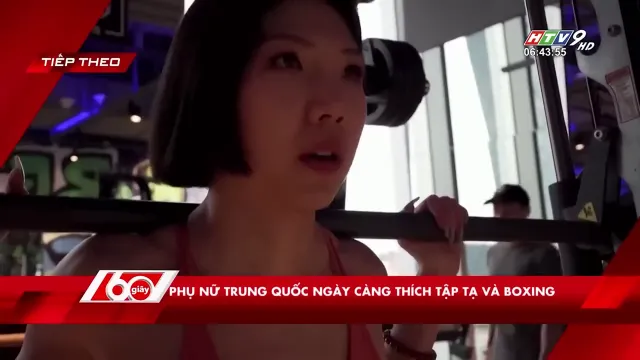 TIẾP THEO
HTV9 HD
06:43:55
60 giây
PHỤ NỮ TRUNG QUỐC NGÀY CÀNG THÍCH TẬP TẠ VÀ BOXING